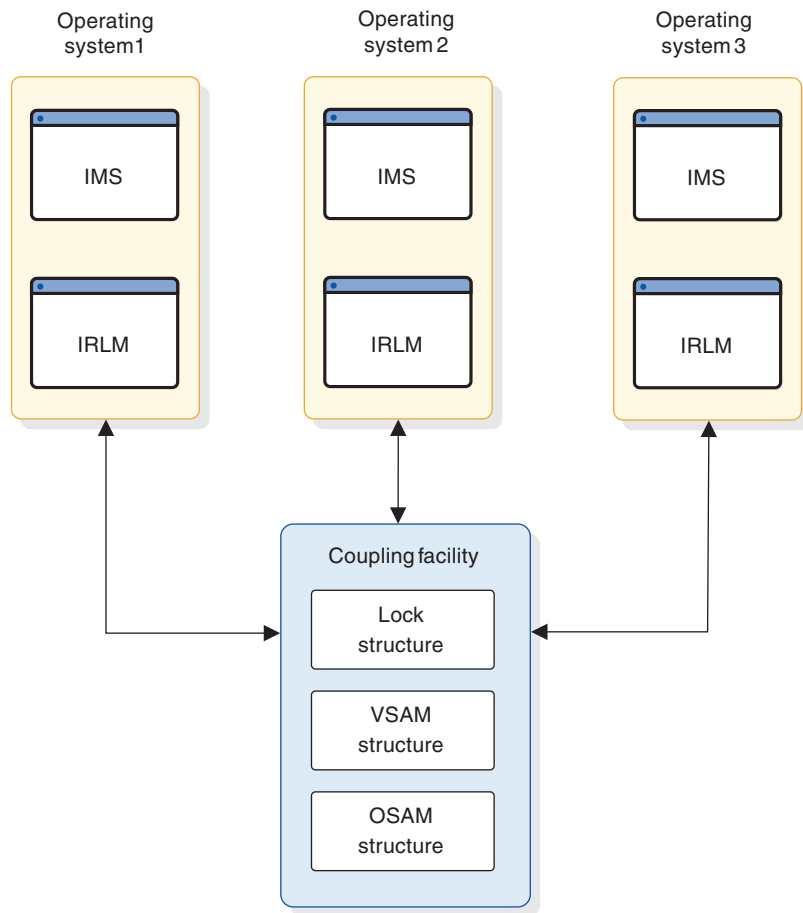 Operating
system1
Operating
system 2
Operating
system 3
IMS
IMS
IMS
IRLM
IRLM
IRLM
Coupling facility
Lock
structure
VSAM
structure
OSAM
structure